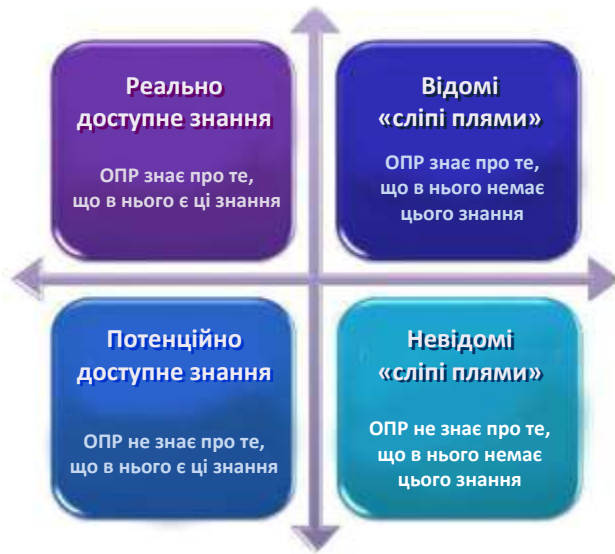 Реально
доступне знання
ОПР знає про те,
що в нього є ці знання
Відомі
«сліпі плями»
ОПР знає про те,
що в нього немає
цього знання
Потенційно
доступне знання
ОПР не знає про те,
що в нього є ці знання
Невідомі
«сліпі плями»
ОПР не знає про те,
що в нього немає
цього знання